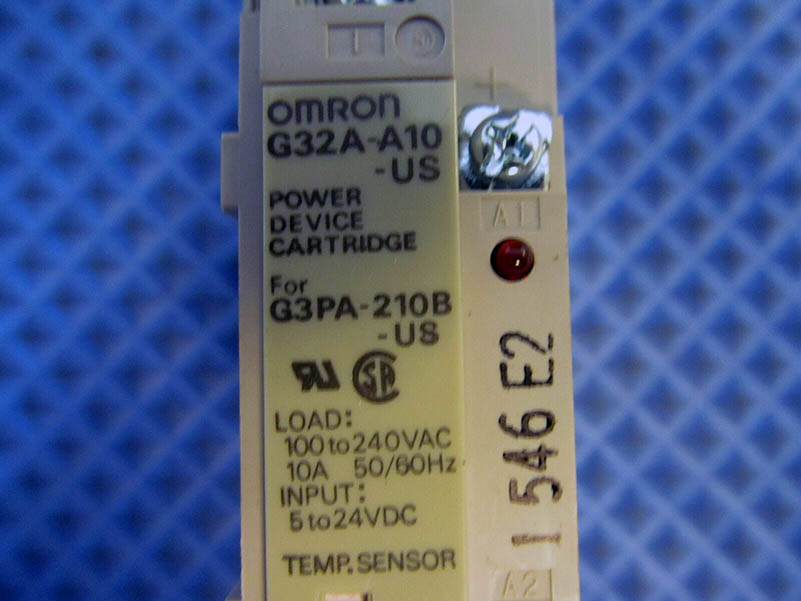 OMRON
G32A-A10
-US
POWER
DEVICE
CARTRIDGE
For
G3PA-210B
-US
LOAD:
100 to 240VAC
10A 50/60Hz
INPUT:
5 to 24VDC
TEMP. SENSOR
+
A1
1546 E2
A2